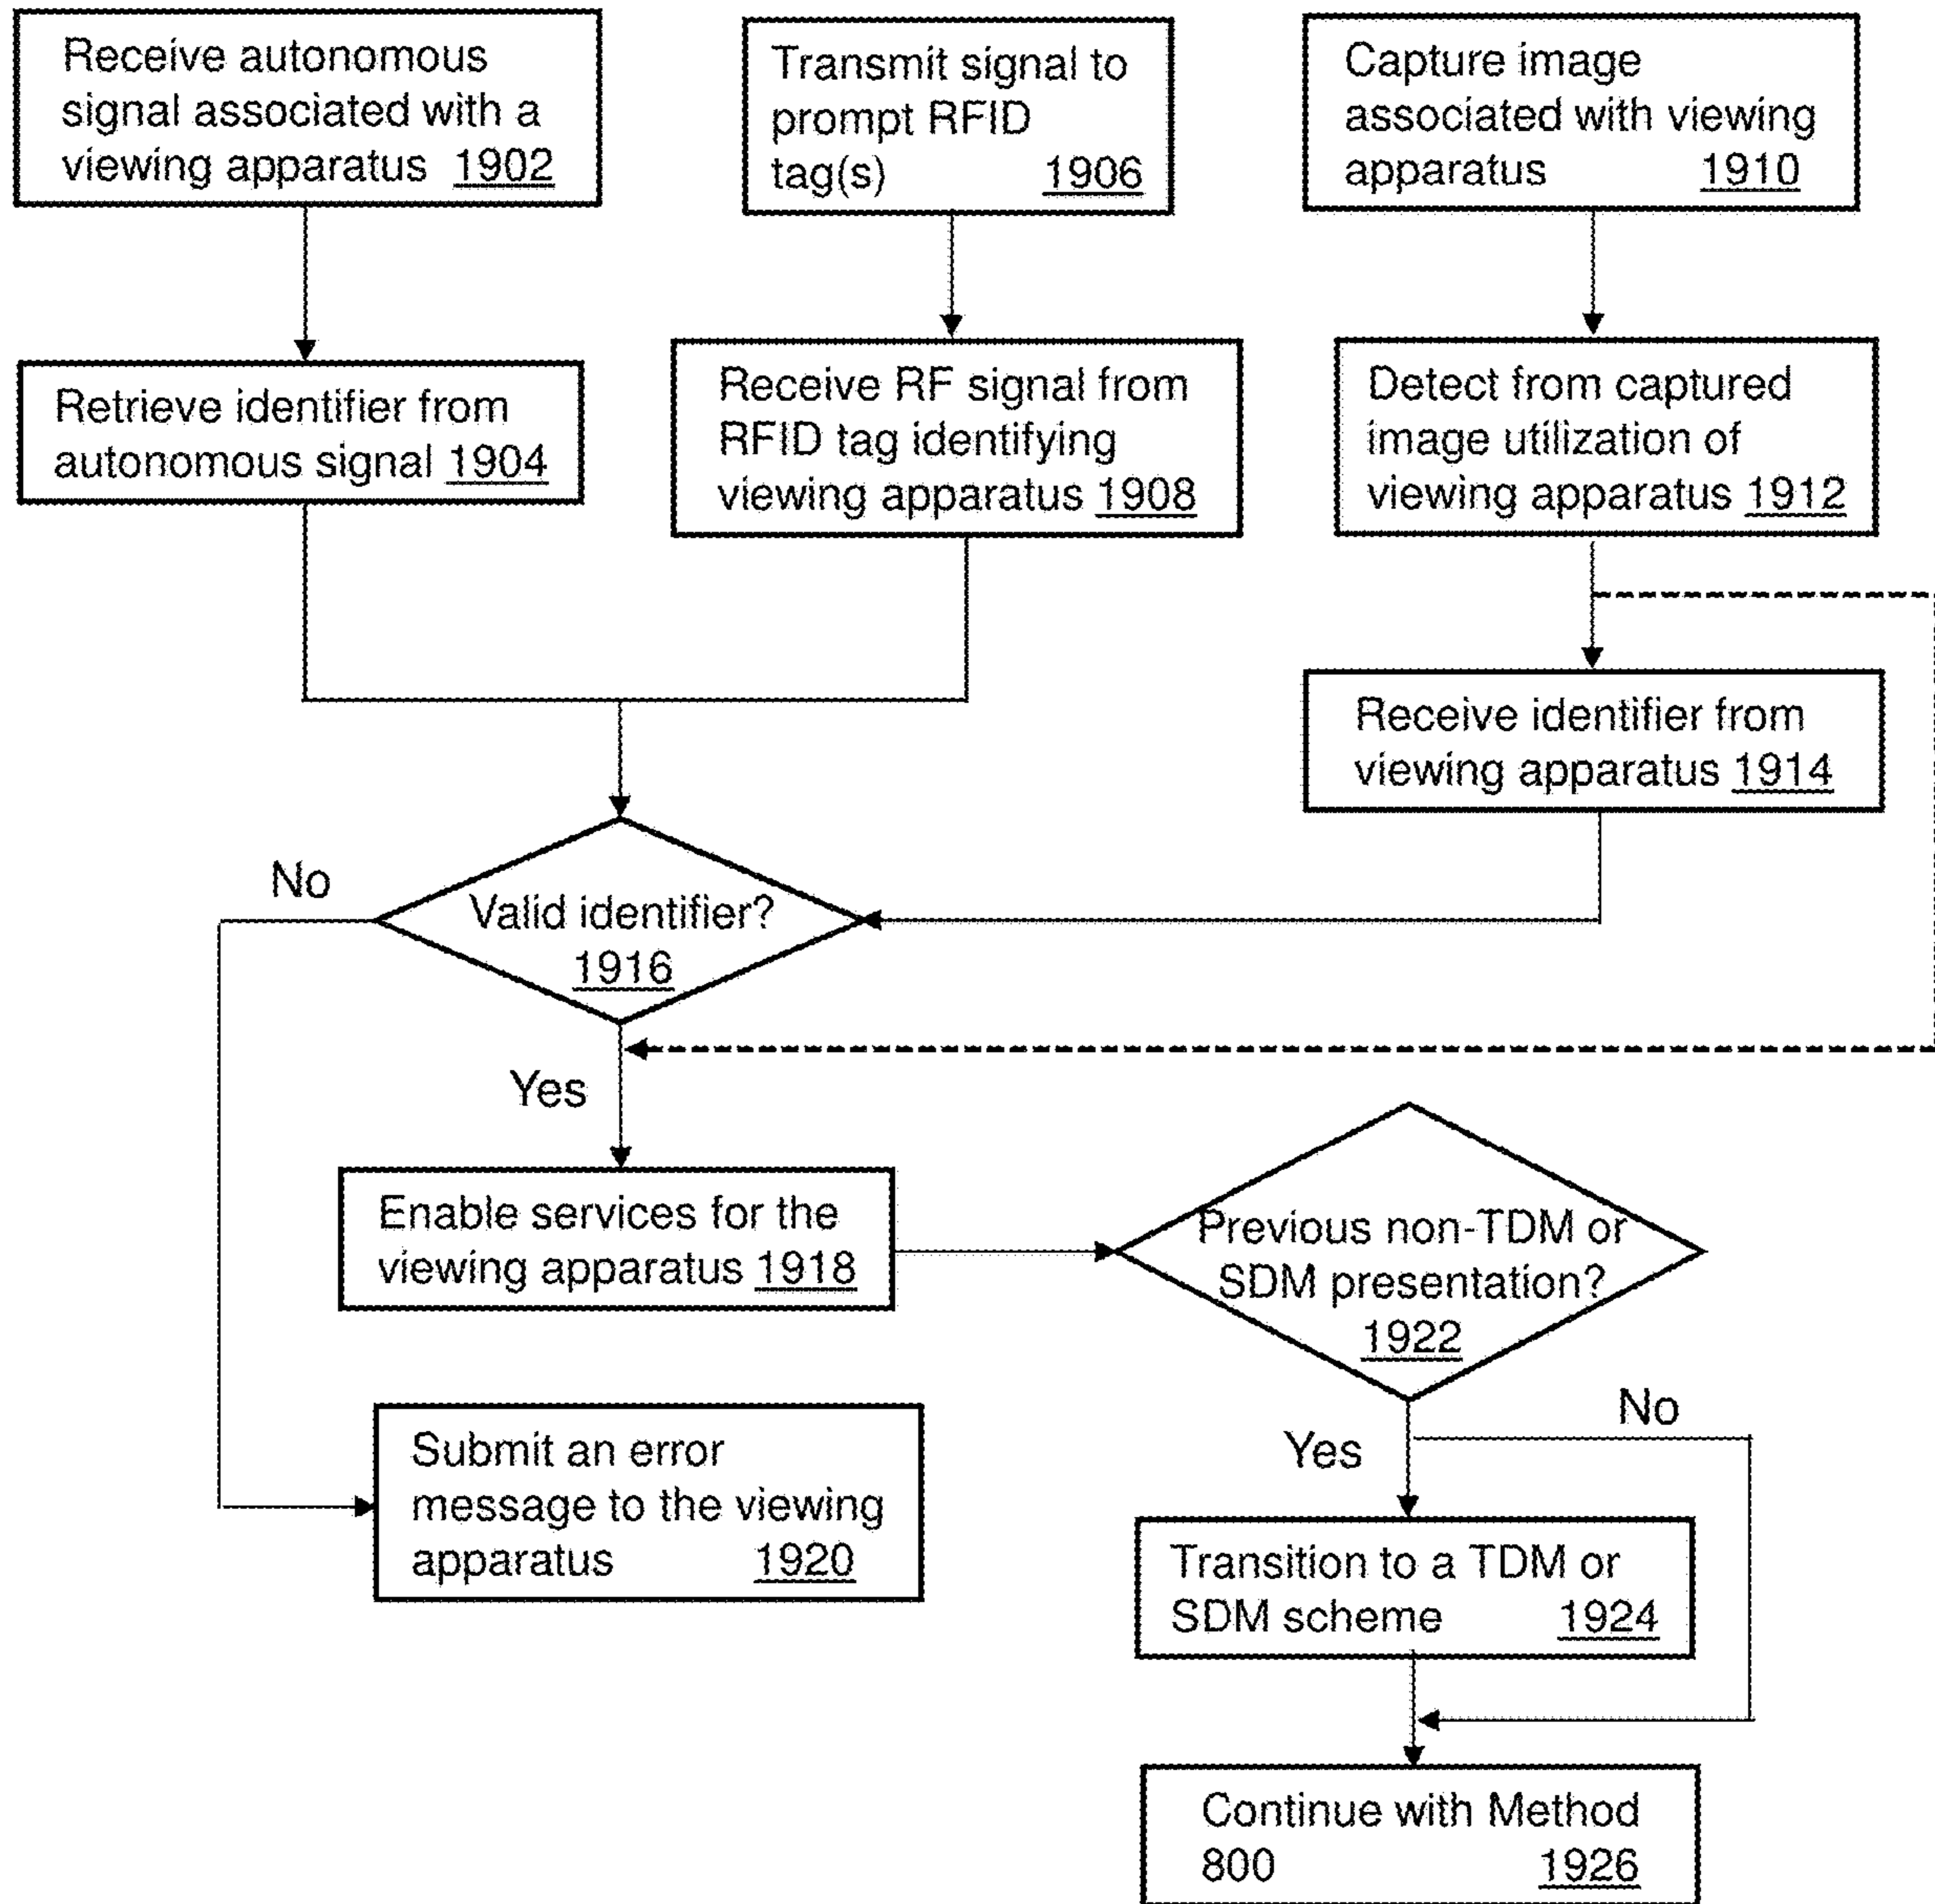 Receive autonomous
signal associated with a
viewing apparatus 1902
Transmit signal to
prompt RFID
tag(s) 1906
Capture image
associated with viewing
apparatus 1910
Retrieve identifier from
autonomous signal 1904
Receive RF signal from
RFID tag identifying
viewing apparatus 1908
Detect from captured
image utilization of
viewing apparatus 1912
Receive identifier from
viewing apparatus 1914
No
Valid identifier?
1916
Yes
Enable services for the
viewing apparatus 1918
Previous non-TDM or
SDM presentation?
1922
Submit an error
message to the viewing
apparatus 1920
No
Yes
Transition to a TDM or
SDM scheme 1924
Continue with Method
800 1926